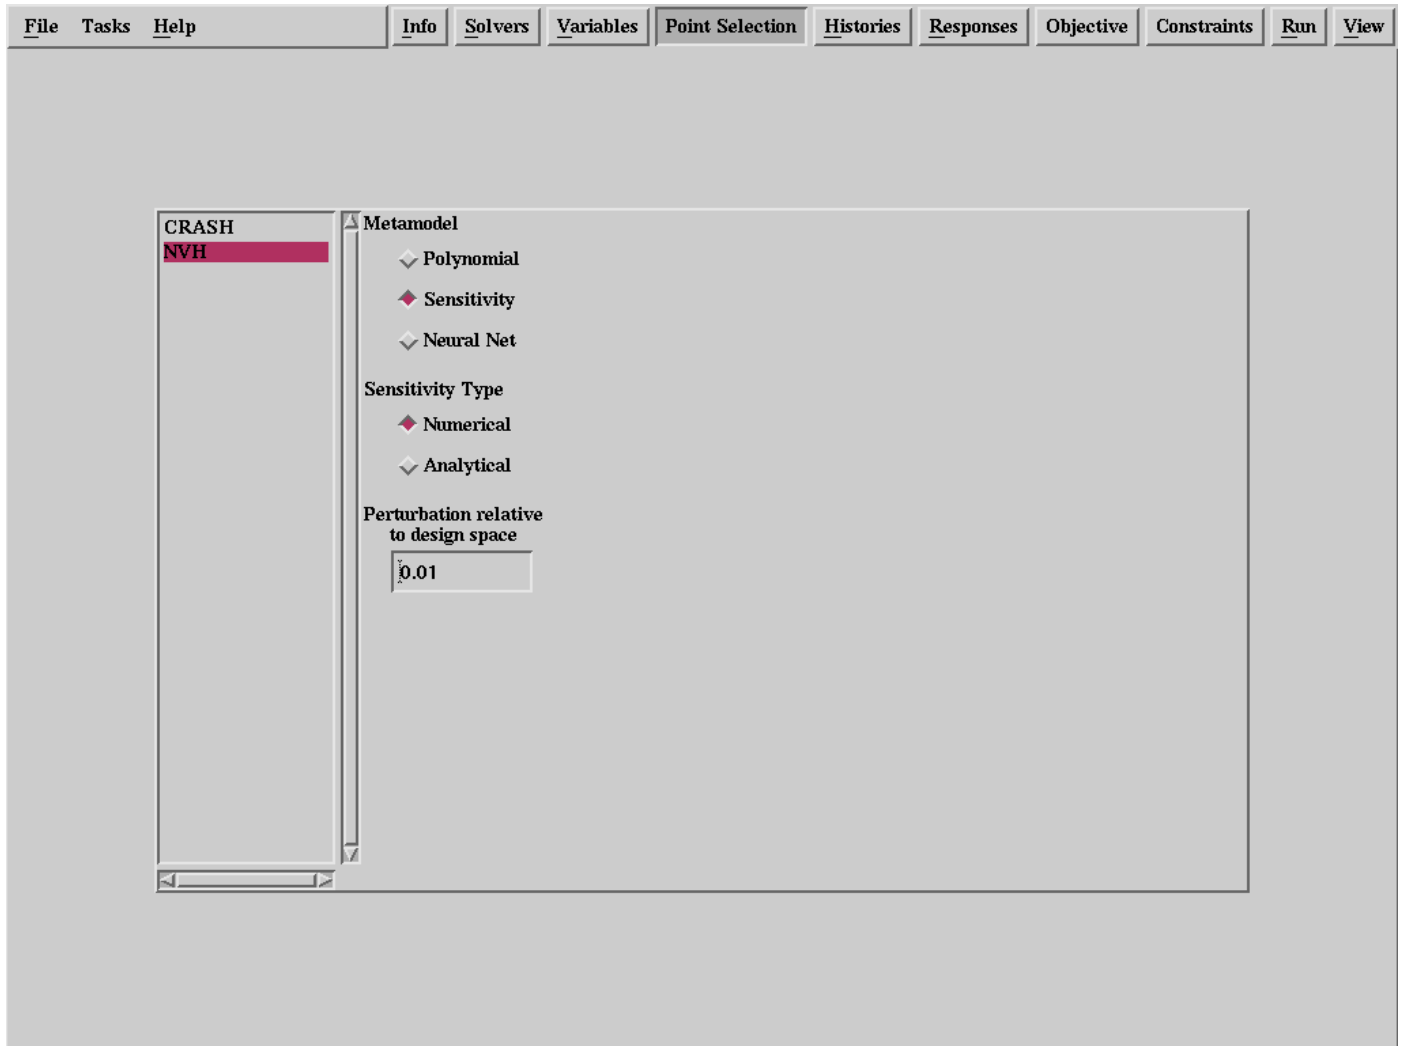 File Tasks Help Info Solvers Variables Point Selection Histories Responses Objective Constraints Run View
CRASH
NVH
Metamodel
Polynomial
Sensitivity
Neural Net
Sensitivity Type
Numerical
Analytical
Perturbation relative
to design space
0.01